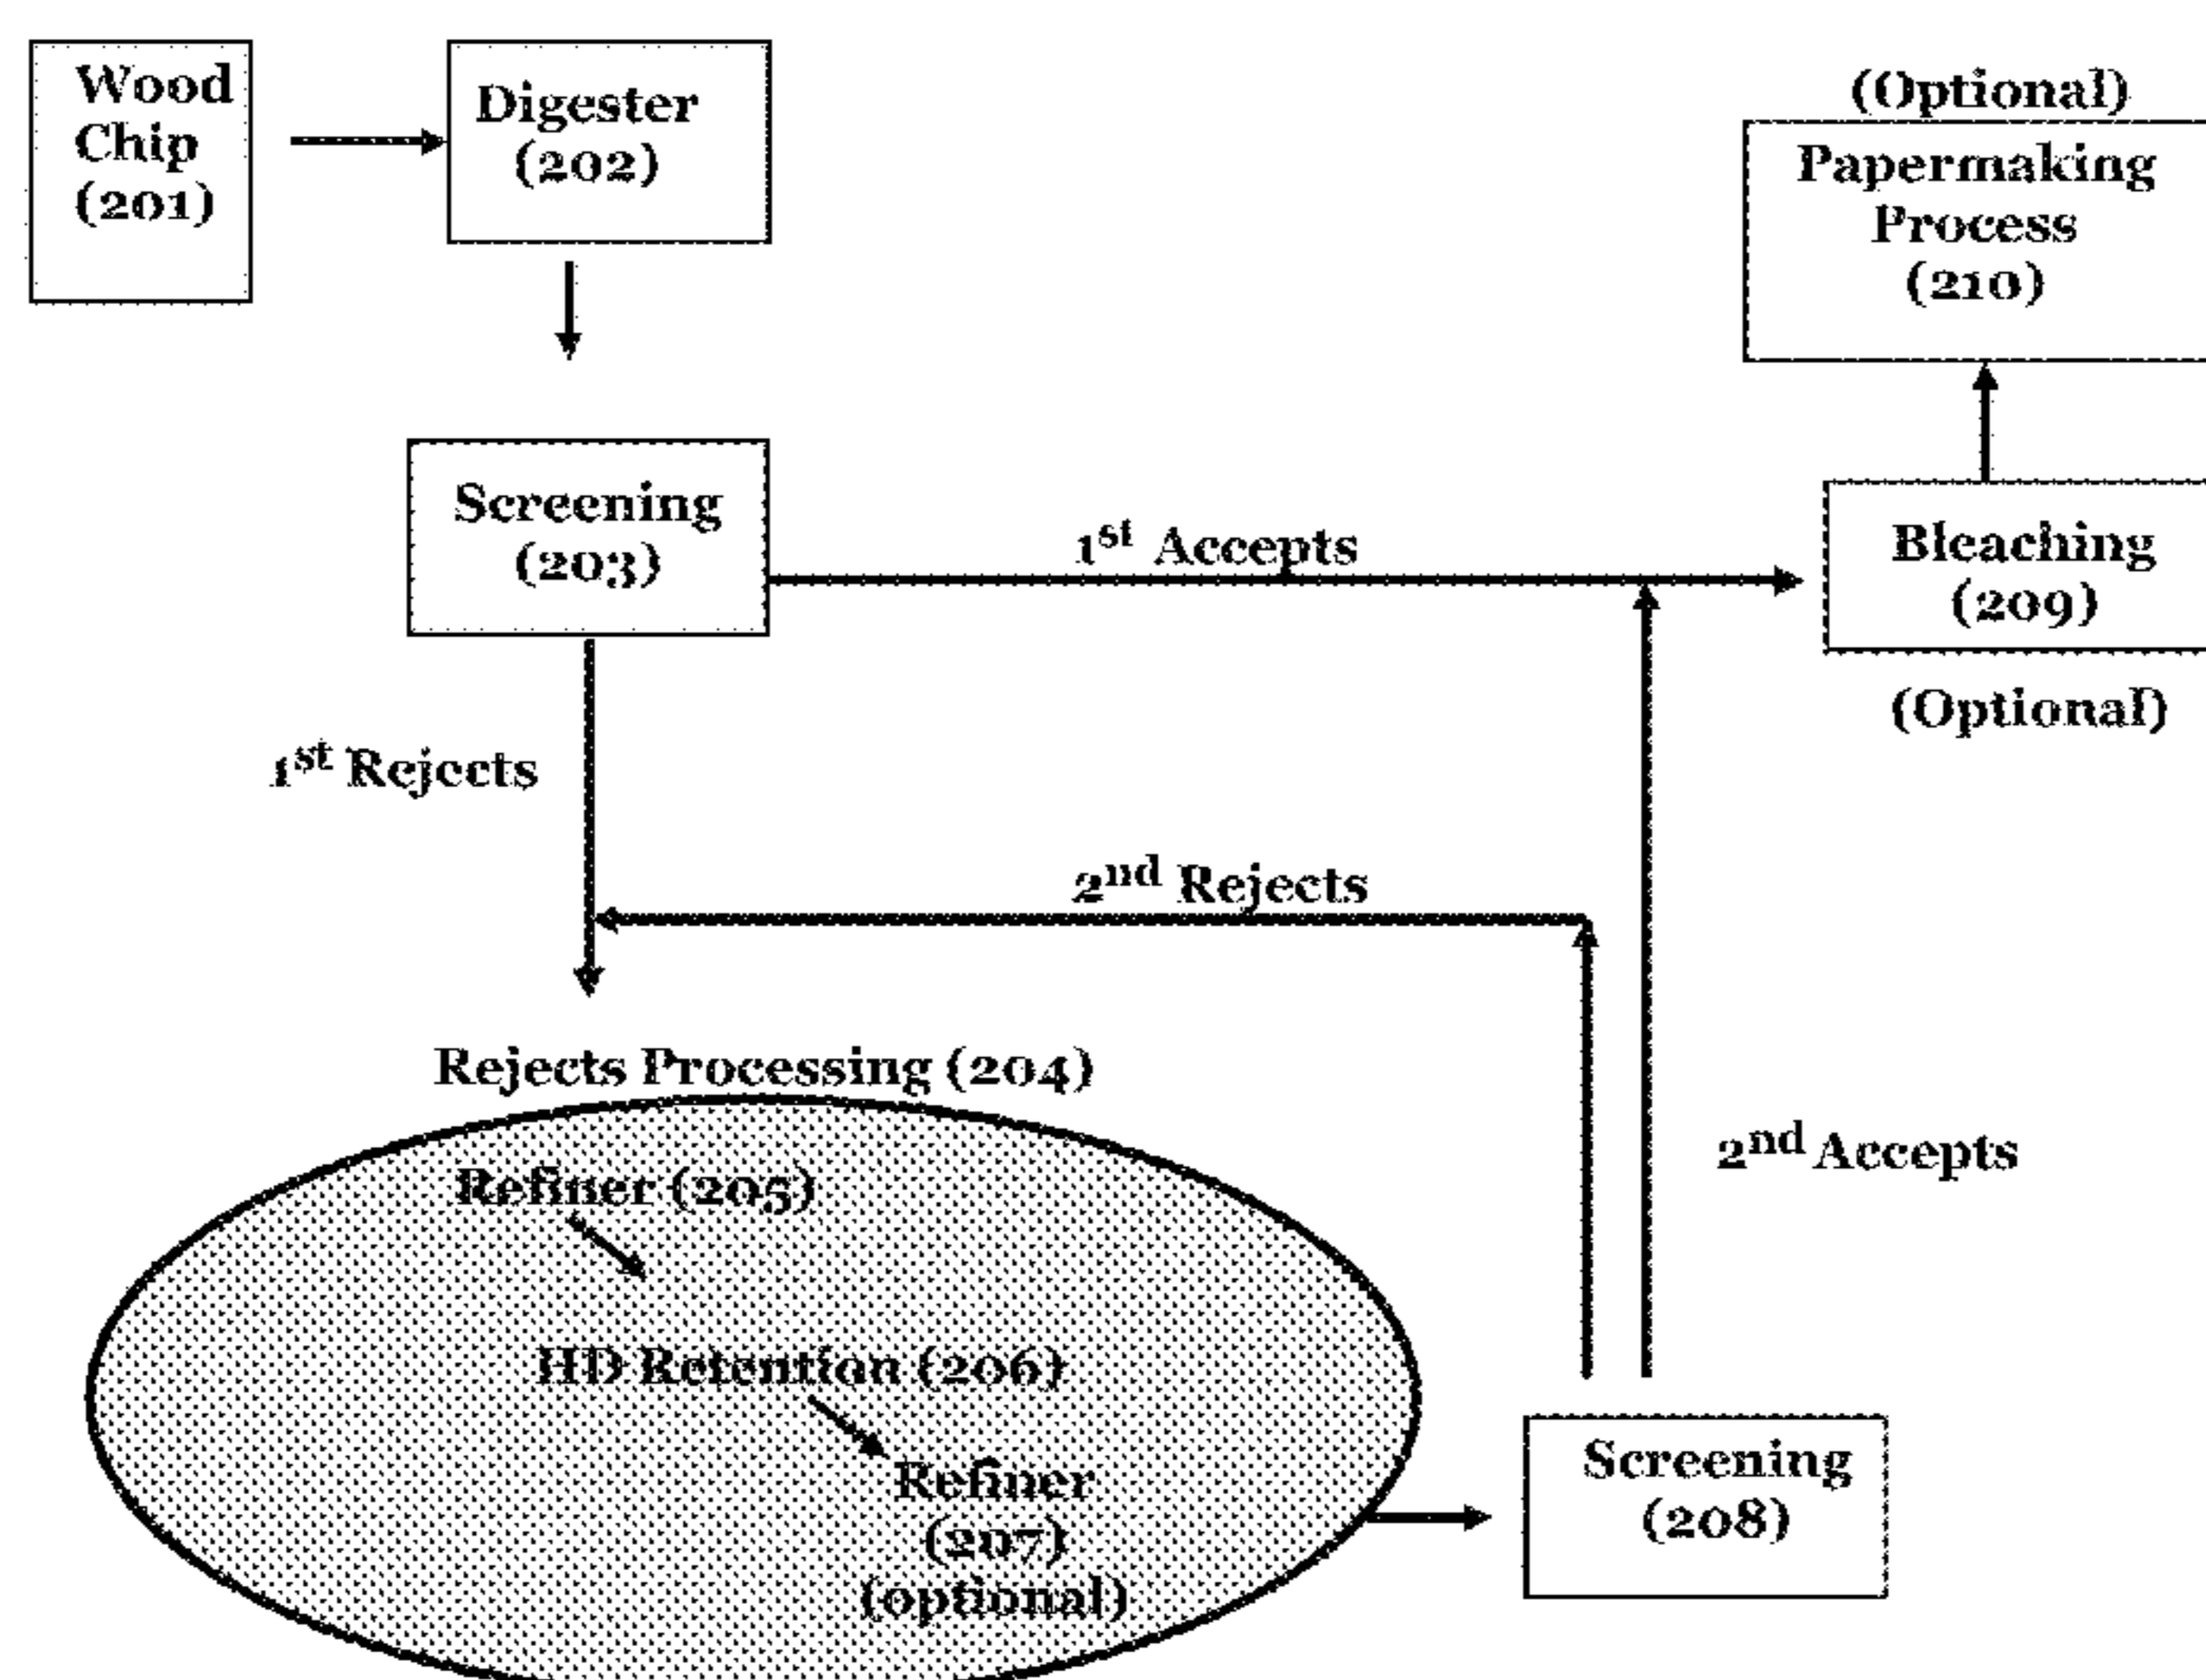 Wood
Chip
(201)
Digester
(202)
(Optional)
Papermaking
Process
(210)
Screening
(203)
1st Accepts
Bleaching
(209)
(Optional)
1st Rejects
2nd Rejects
Rejects Processing (204)
2nd Accepts
Refiner (205)
HD Retention (206)
Refiner
(207)
(optional)
Screening
(208)